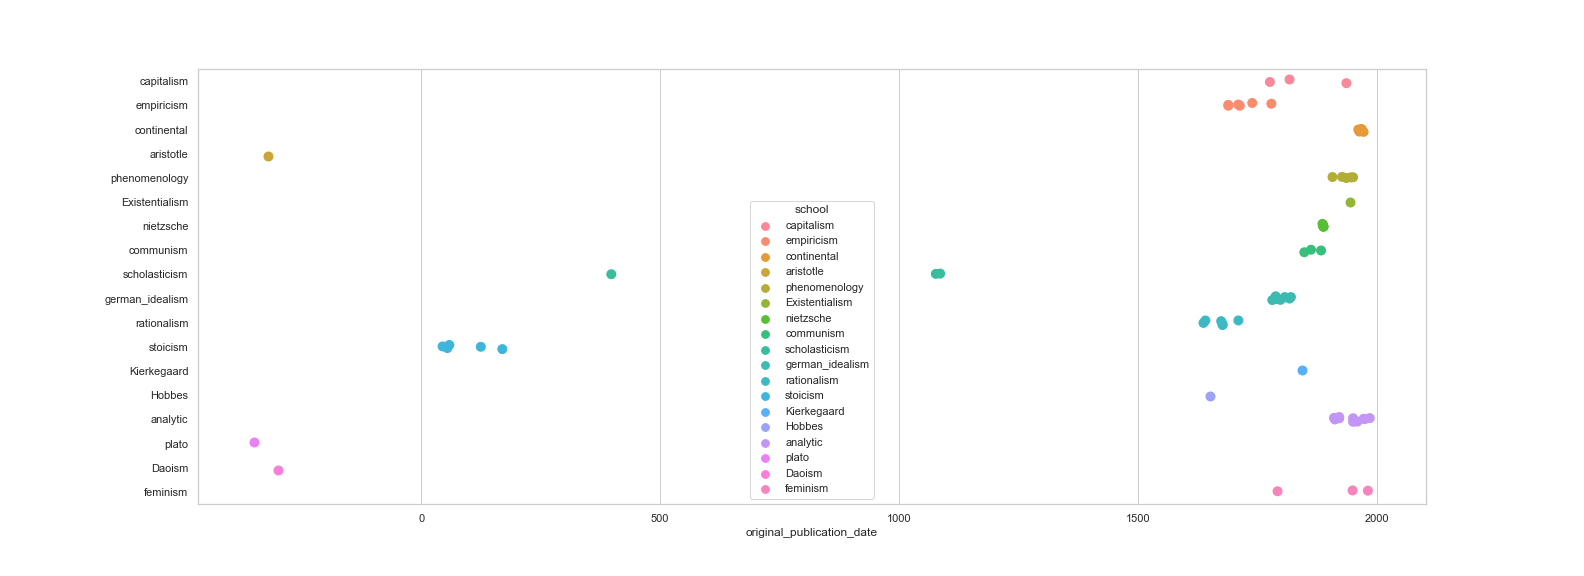 capitalism
empiricism
continental
aristotle
phenomenology
Existentialism
nietzsche
communism
scholasticism
german_idealism
rationalism
stoicism
Kierkegaard
Hobbes
analytic
plato
Daoism
feminism
school
capitalism
empiricism
continental
aristotle
phenomenology
Existentialism
nietzsche
communism
scholasticism
german_idealism
rationalism
stoicism
Kierkegaard
Hobbes
analytic
plato
Daoism
feminism
0 500 1000 1500 2000
original_publication_date